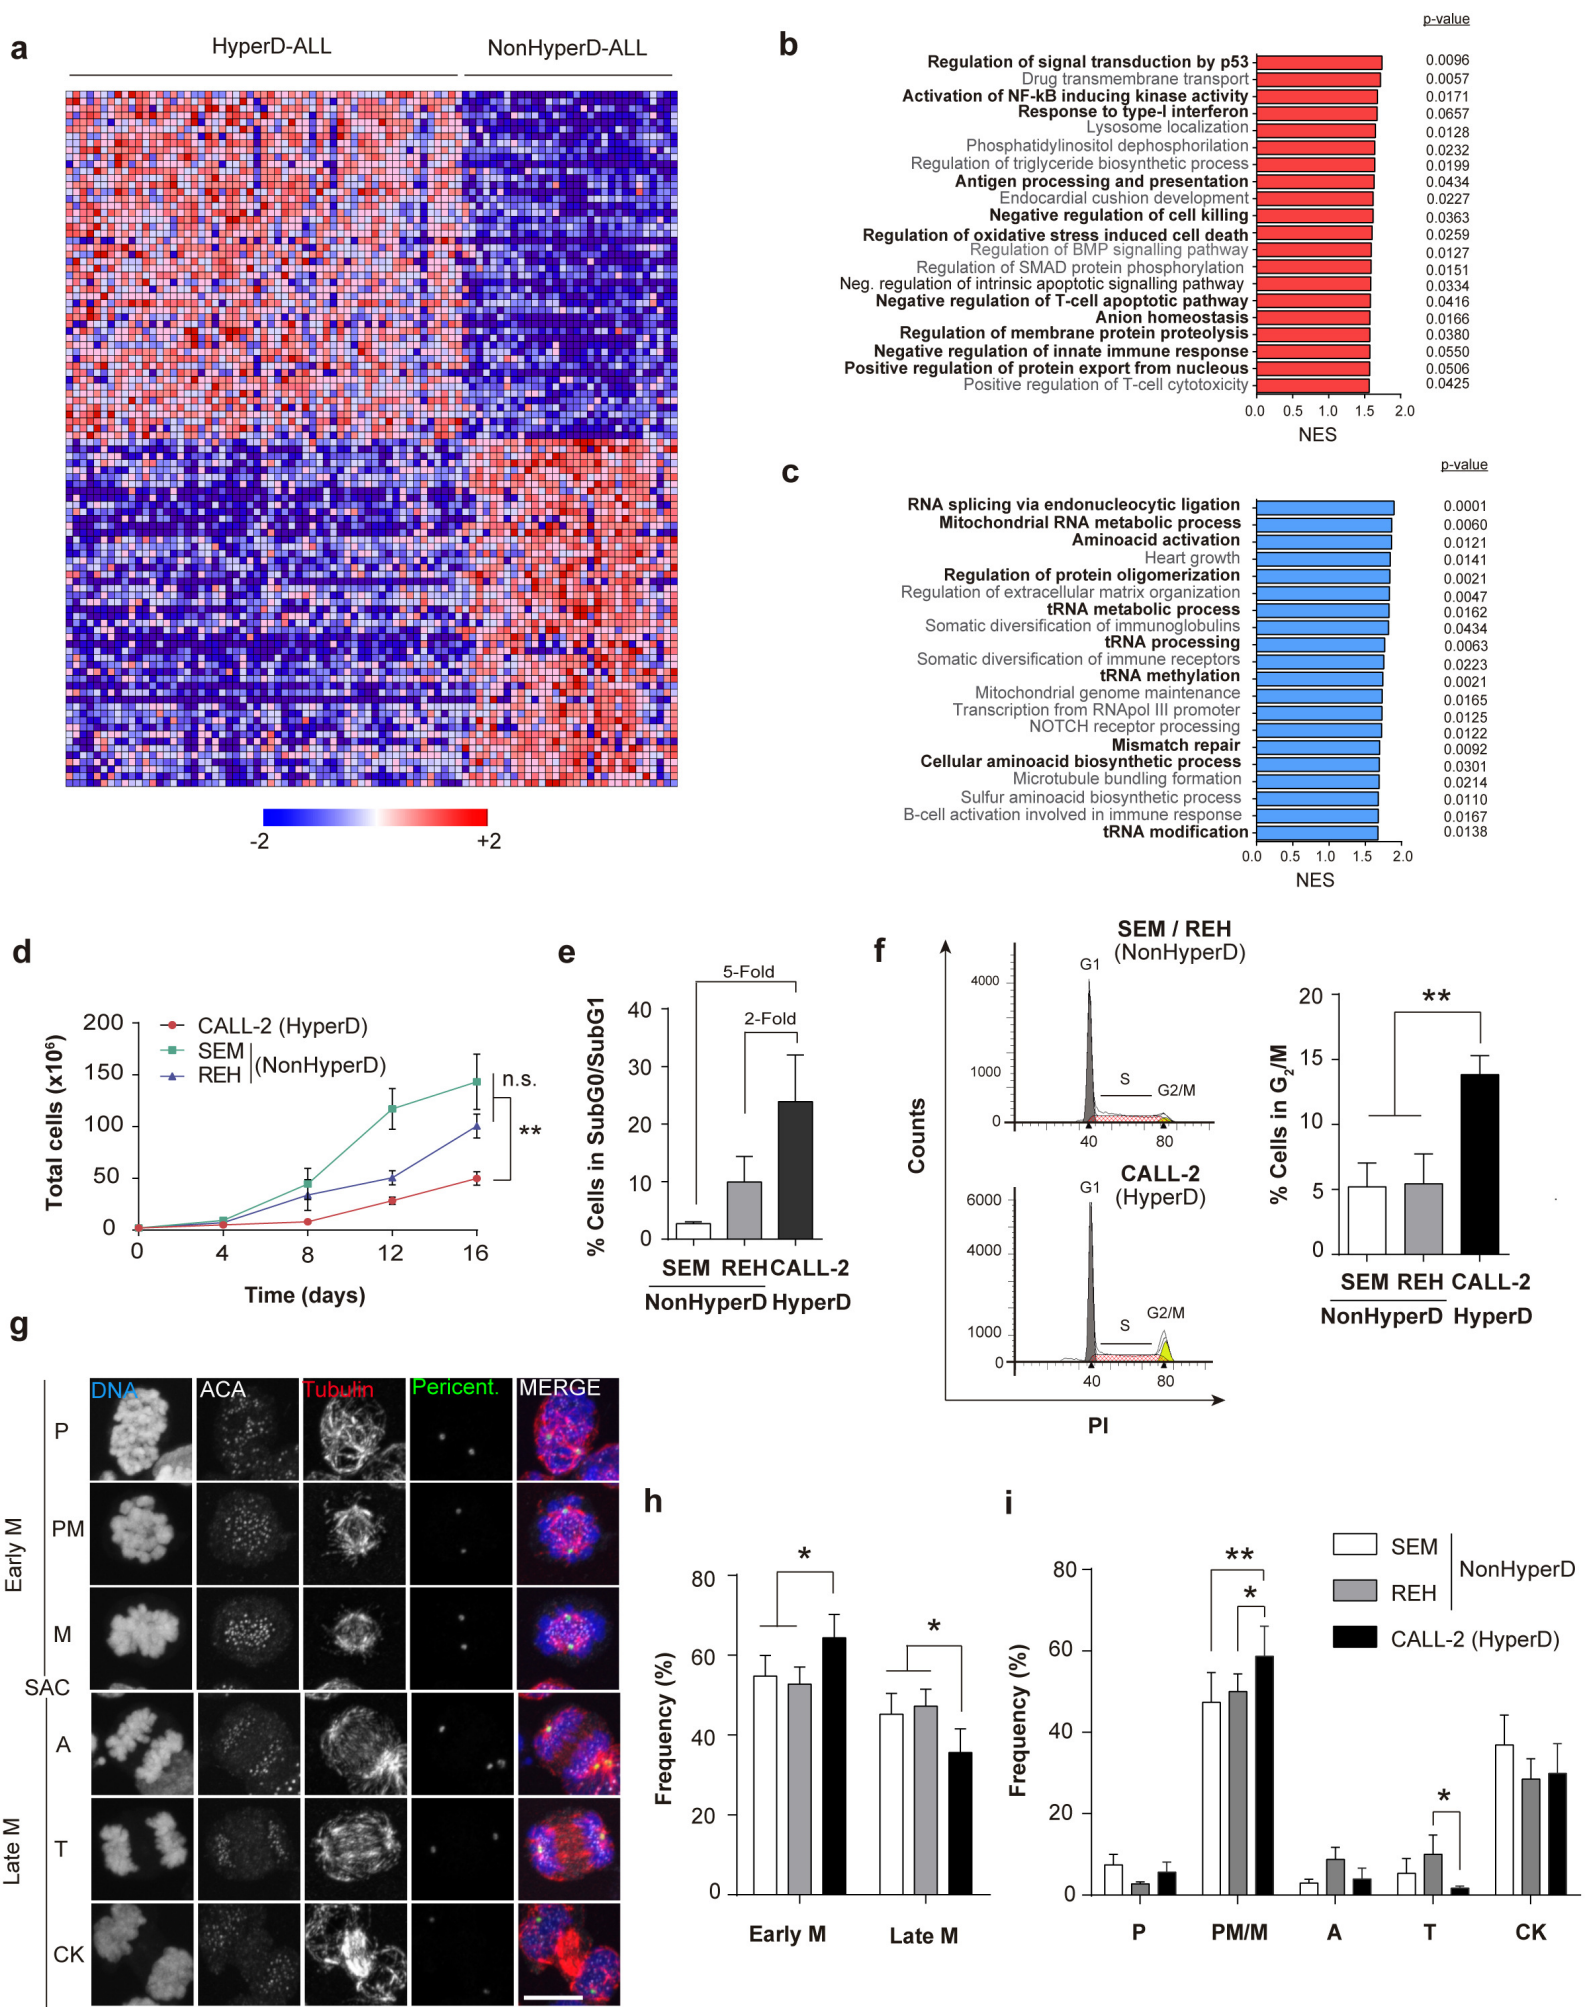 a
HyperD-ALL
NonHyperD-ALL
-2
+2
b
p-value
Regulation of signal transduction by p53 0.0096
Drug transmembrane transport 0.0057
Activation of NF-kB inducing kinase activity 0.0171
Response to type-I interferon 0.0657
Lysosome localization 0.0128
Phosphatidylinositol dephosphorilation 0.0232
Regulation of triglyceride biosynthetic process 0.0199
Antigen processing and presentation 0.0434
Endocardial cushion development 0.0227
Negative regulation of cell killing 0.0363
Regulation of oxidative stress induced cell death 0.0259
Regulation of BMP signalling pathway 0.0127
Regulation of SMAD protein phosphorylation 0.0151
Neg. regulation of intrinsic apoptotic signalling pathway 0.0334
Negative regulation of T-cell apoptotic pathway 0.0416
Anion homeostasis 0.0166
Regulation of membrane protein proteolysis 0.0380
Negative regulation of innate immune response 0.0550
Positive regulation of protein export from nucleous 0.0506
Positive regulation of T-cell cytotoxicity 0.0425
0.0 0.5 1.0 1.5 2.0
NES
c
p-value
RNA splicing via endonucleocytic ligation 0.0001
Mitochondrial RNA metabolic process 0.0060
Aminoacid activation 0.0121
Heart growth 0.0141
Regulation of protein oligomerization 0.0021
Regulation of extracellular matrix organization 0.0047
tRNA metabolic process 0.0162
Somatic diversification of immunoglobulins 0.0434
tRNA processing 0.0063
Somatic diversification of immune receptors 0.0223
tRNA methylation 0.0021
Mitochondrial genome maintenance 0.0165
Transcription from RNApol III promoter 0.0125
NOTCH receptor processing 0.0122
Mismatch repair 0.0092
Cellular aminoacid biosynthetic process 0.0301
Microtubule bundling formation 0.0214
Sulfur aminoacid biosynthetic process 0.0110
B-cell activation involved in immune response 0.0167
tRNA modification 0.0138
0.0 0.5 1.0 1.5 2.0
NES
d
Total cells (x10⁶)
200
150
100
50
0
CALL-2 (HyperD)
SEM
REH
(NonHyperD)
n.s.
**
0 4 8 12 16
Time (days)
e
% Cells in SubG0/SubG1
5-Fold
2-Fold
40
30
20
10
0
SEM REH CALL-2
NonHyperD HyperD
f
Counts
SEM / REH
(NonHyperD)
G1
4000
1000
0
S
G2/M
40 80
CALL-2
(HyperD)
G1
6000
4000
1000
0
S
G2/M
40 80
PI
% Cells in G₂/M
20
15
10
5
0
**
SEM REH CALL-2
NonHyperD HyperD
g
DNA ACA Tubulin Pericent. MERGE
Early M
P
PM
M
SAC
Late M
A
T
CK
h
Frequency (%)
80
60
40
20
0
*
*
Early M Late M
i
SEM
REH
NonHyperD
CALL-2 (HyperD)
Frequency (%)
80
60
40
20
0
**
*
*
P PM/M A T CK